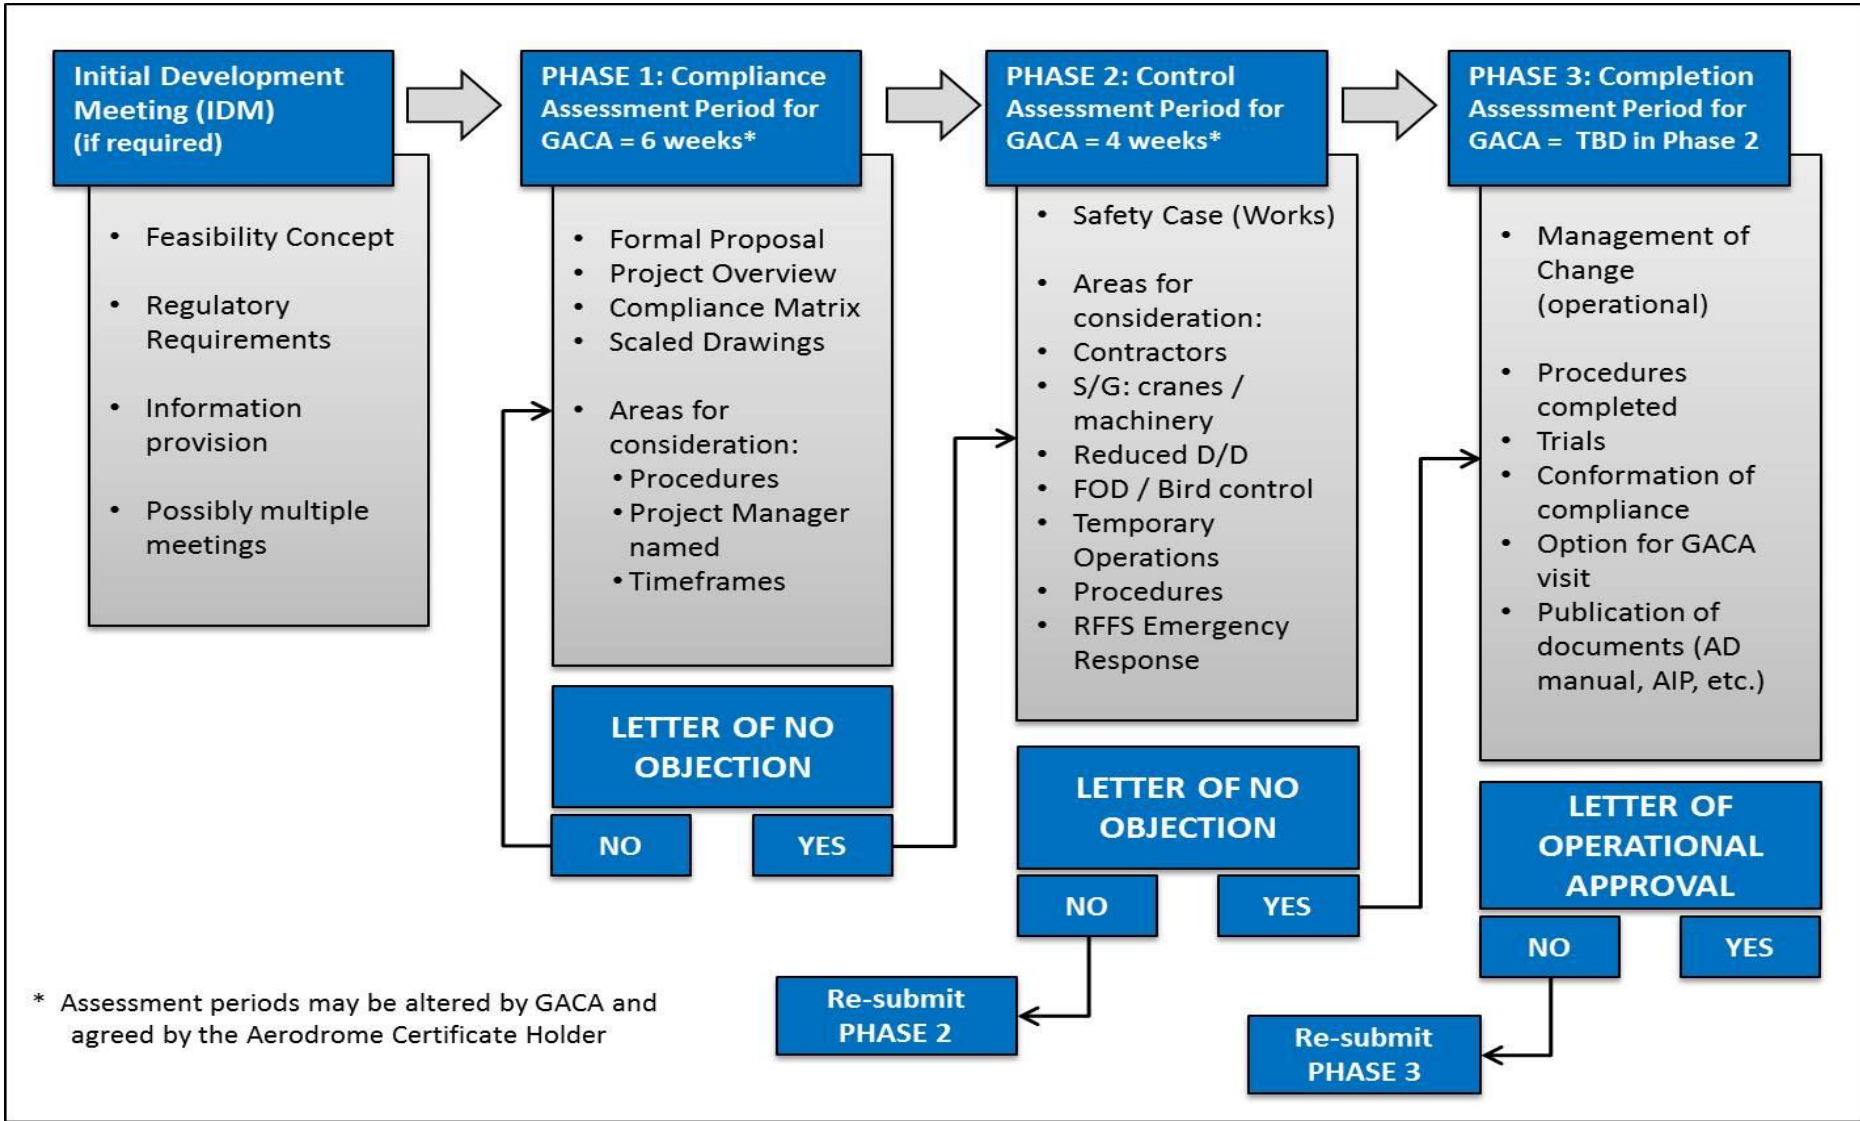 Initial Development
Meeting (IDM)
(if required)
• Feasibility Concept
• Regulatory
Requirements
• Information
provision
• Possibly multiple
meetings
PHASE 1: Compliance
Assessment Period for
GACA = 6 weeks*
• Formal Proposal
• Project Overview
• Compliance Matrix
• Scaled Drawings
• Areas for
consideration:
• Procedures
• Project Manager
named
• Timeframes
LETTER OF NO
OBJECTION
NO
YES
PHASE 2: Control
Assessment Period for
GACA = 4 weeks*
• Safety Case (Works)
• Areas for
consideration:
• Contractors
• S/G: cranes /
machinery
• Reduced D/D
• FOD / Bird control
• Temporary
Operations
• Procedures
• RFFS Emergency
Response
LETTER OF NO
OBJECTION
NO
YES
Re-submit
PHASE 2
PHASE 3: Completion
Assessment Period for
GACA = TBD in Phase 2
• Management of
Change
(operational)
• Procedures
completed
• Trials
• Conformation of
compliance
• Option for GACA
visit
• Publication of
documents (AD
manual, AIP, etc.)
LETTER OF
OPERATIONAL
APPROVAL
NO
YES
Re-submit
PHASE 3
* Assessment periods may be altered by GACA and
agreed by the Aerodrome Certificate Holder